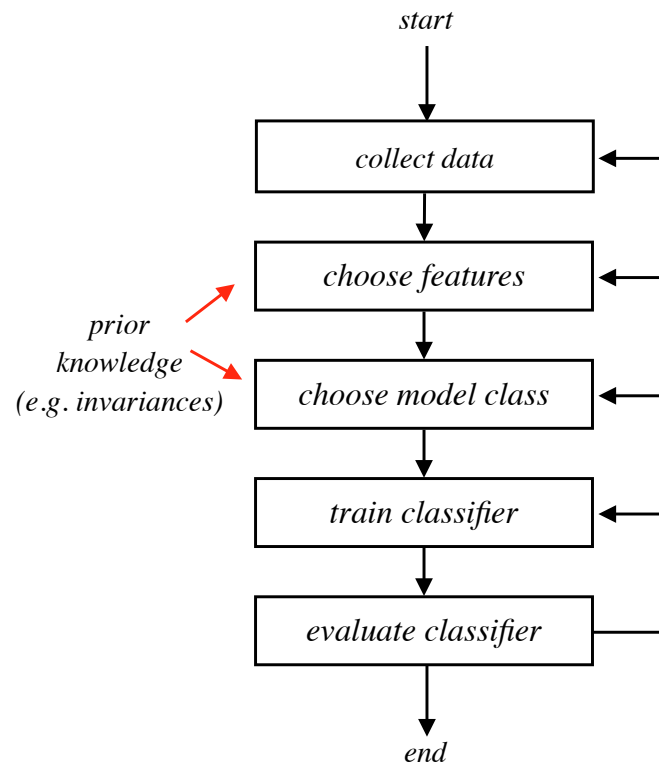 start
collect data
choose features
prior
knowledge
(e.g. invariances)
choose model class
train classifier
evaluate classifier
end